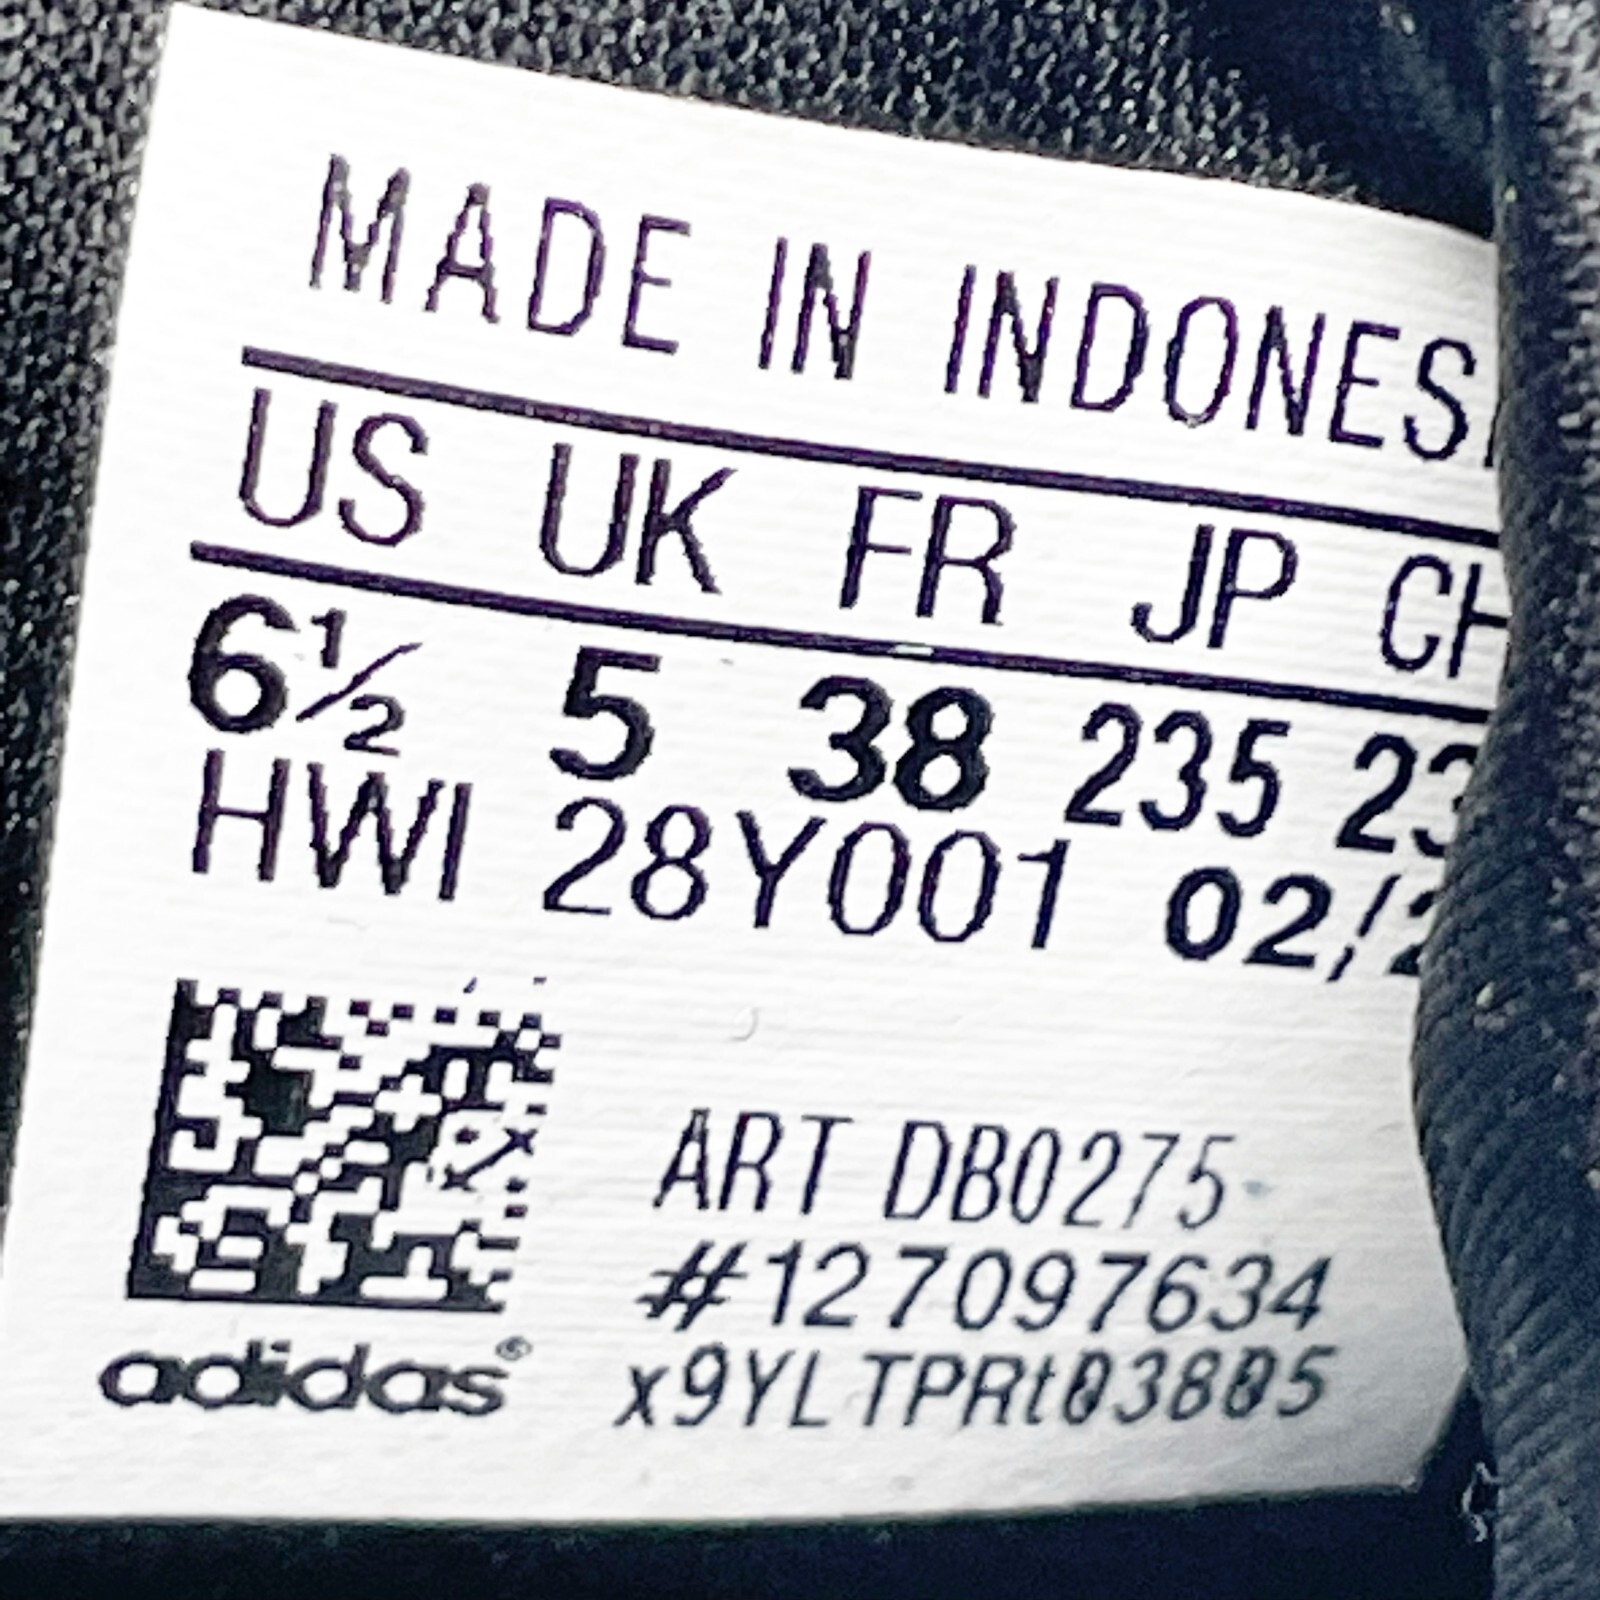 MADE IN INDONES
US UK FR JP CH
6½ 5 38 235 23
HWI 28Y001 02/2
ART DB0275
#127097634
x9YLTPRt03805
adidas®